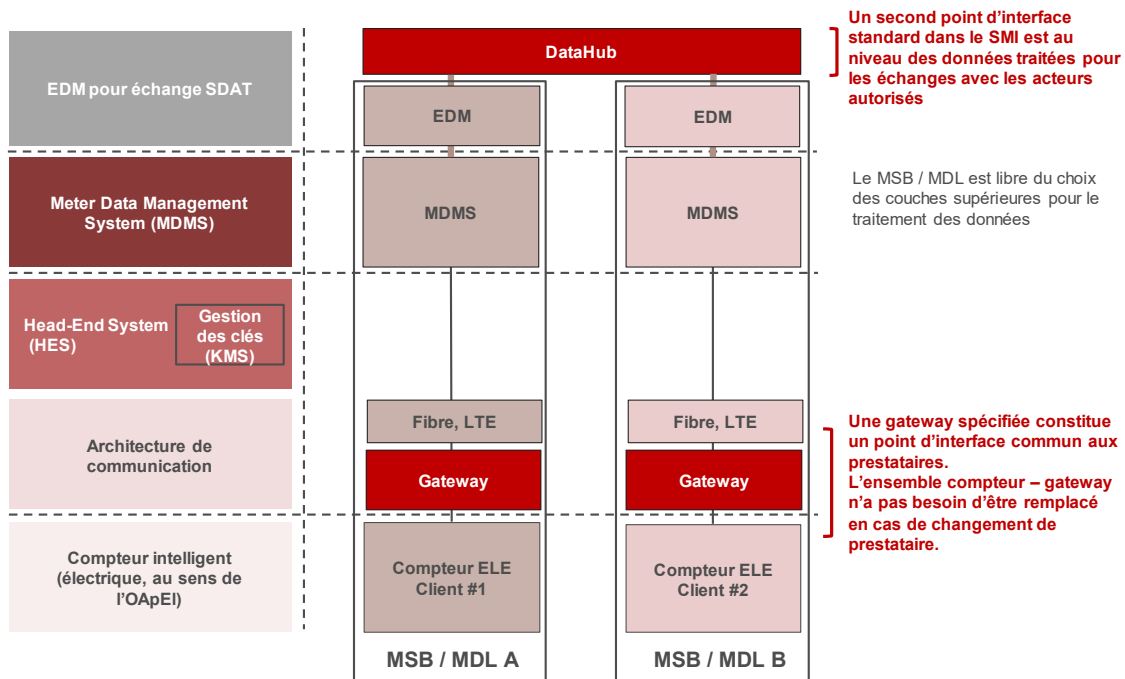 Un second point d’interface
standard dans le SMI est au
niveau des données traitées pour
les échanges avec les acteurs
autorisés
DataHub
EDM pour échange SDAT
EDM
EDM
Meter Data Management
System (MDMS)
MDMS
MDMS
Le MSB / MDL est libre du choix
des couches supérieures pour le
traitement des données
Head-End System
(HES)
Gestion
des clés
(KMS)
Architecture de
communication
Fibre, LTE
Fibre, LTE
Gateway
Gateway
Une gateway spécifiée constitue
un point d’interface commun aux
prestataires.
L’ensemble compteur – gateway
n’a pas besoin d’être remplacé
en cas de changement de
prestataire.
Compteur intelligent
(électrique, au sens de
l’OApEl)
Compteur ELE
Client #1
Compteur ELE
Client #2
MSB / MDL A
MSB / MDL B